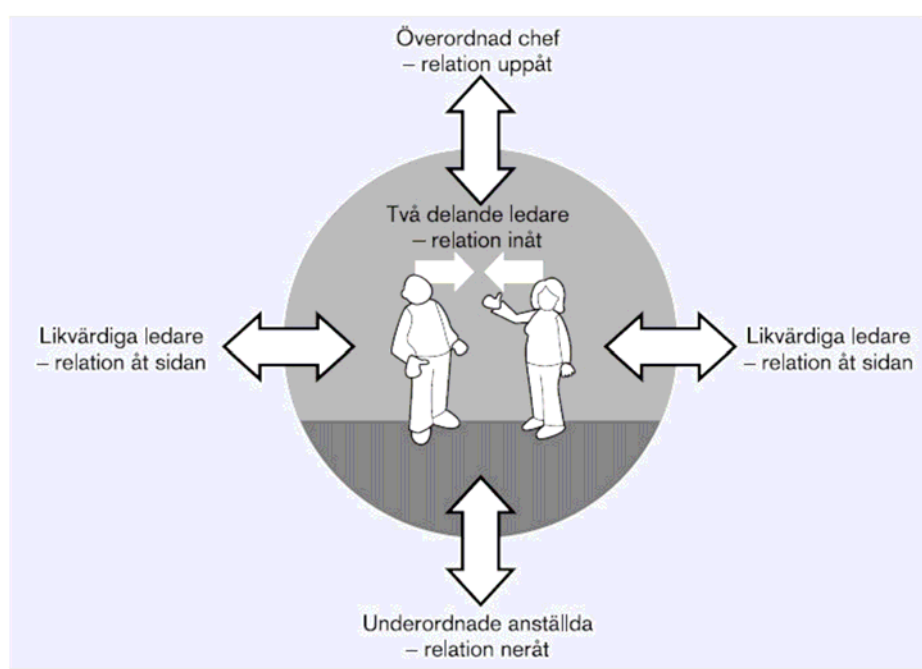 Överordnad chef
– relation uppåt
Två delande ledare
– relation inåt
Likvärdiga ledare
– relation åt sidan
Likvärdiga ledare
– relation åt sidan
Underordnade anställda
– relation neråt